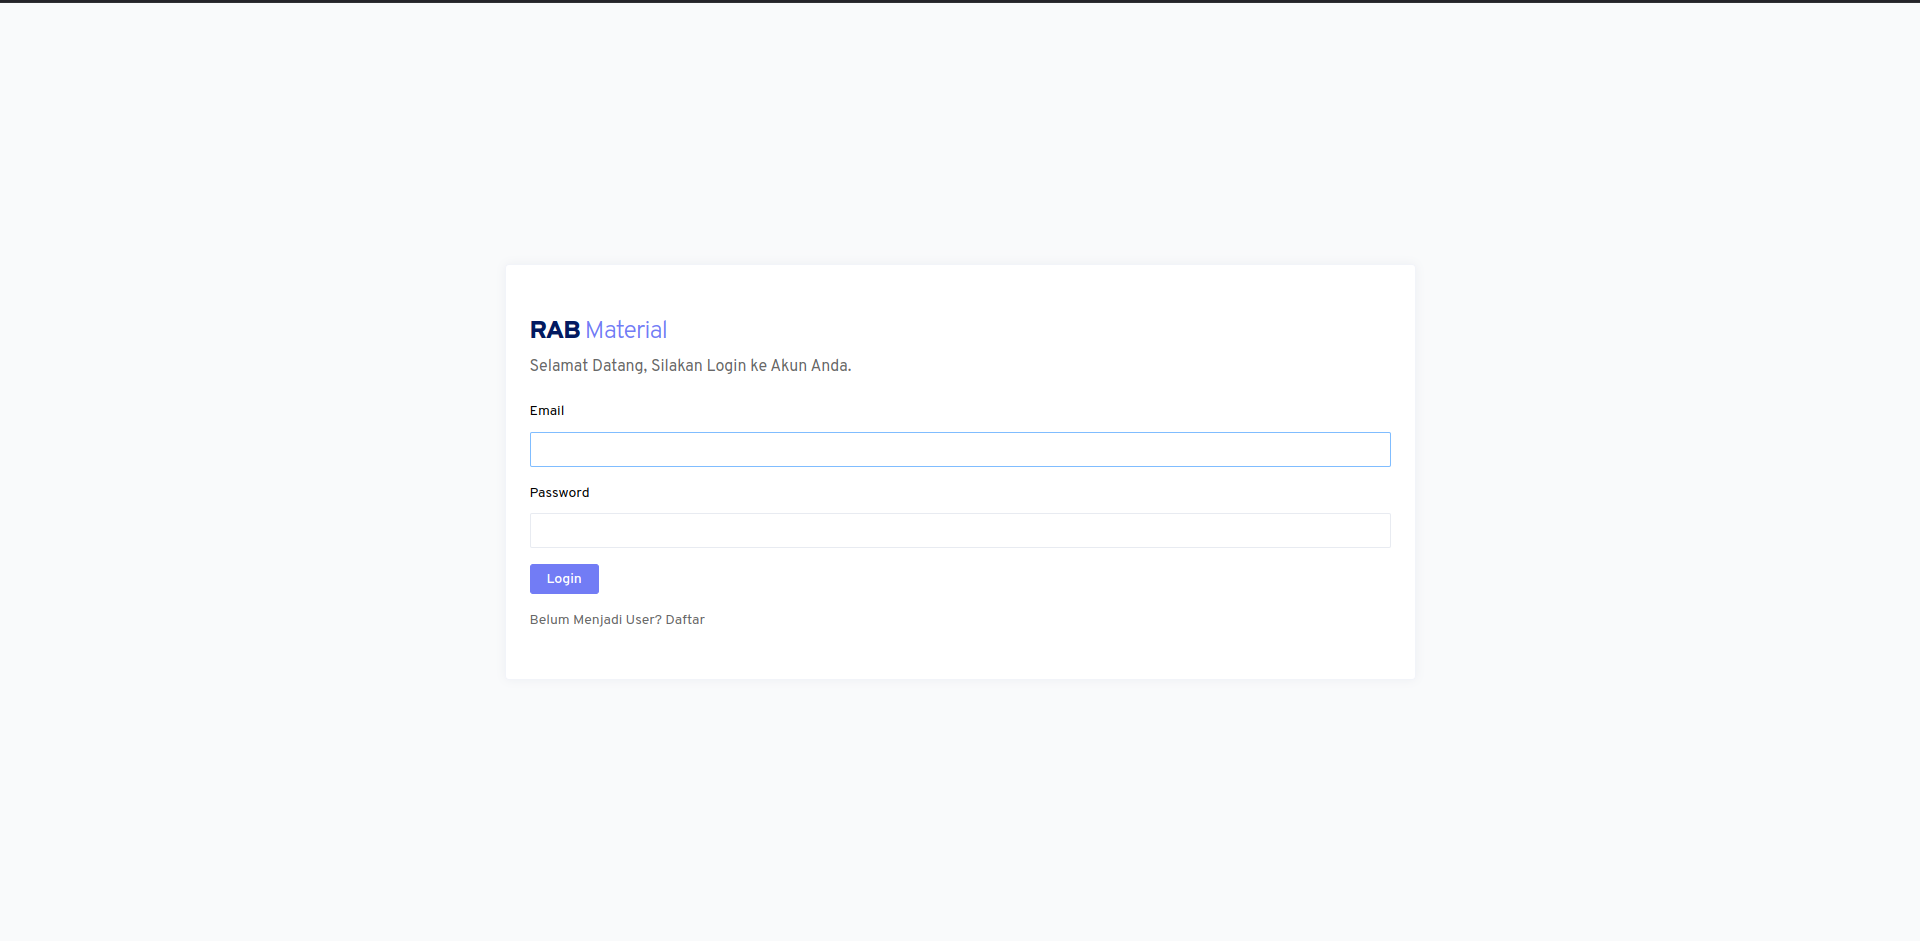 RAB Material
Selamat Datang, Silakan Login ke Akun Anda.
Email
Password
Login
Belum Menjadi User? Daftar